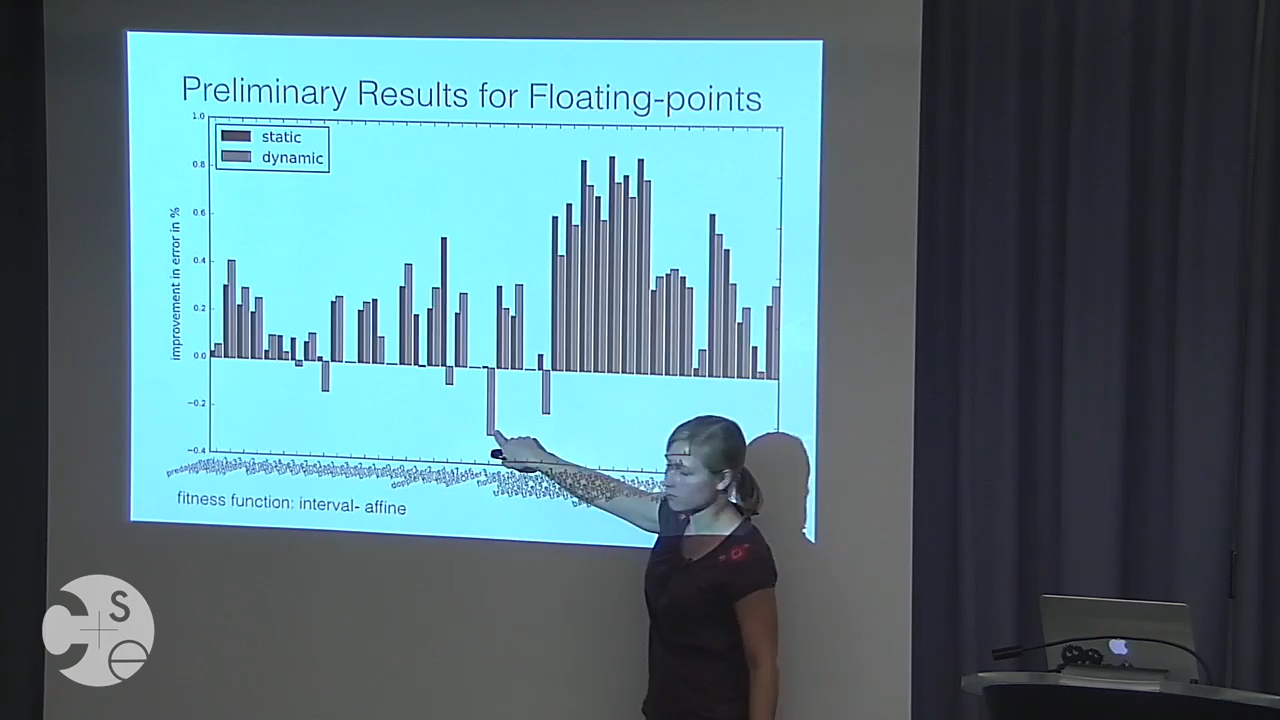 Preliminary Results for Floating-points
1.0
static
dynamic
0.8
0.6
0.4
0.2
0.0
−0.2
−0.4
improvement in error in %
fitness function: interval- affine
C S
+ e